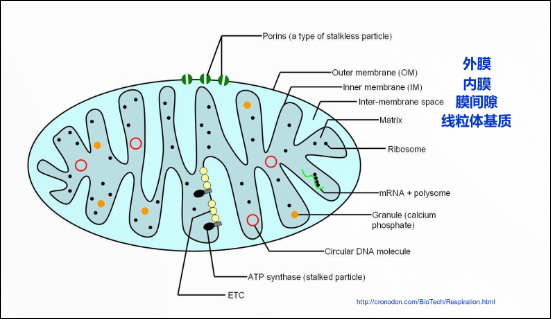 Porins (a type of stalkless particle)
Outer membrane (OM)
外膜
Inner membrane (IM)
内膜
Inter-membrane space
膜间隙
Matrix
线粒体基质
Ribosome
mRNA + polysome
Granule (calcium
phosphate)
Circular DNA molecule
ATP synthase (stalked particle)
ETC
http://cronodon.com/BioTech/Respiration.html